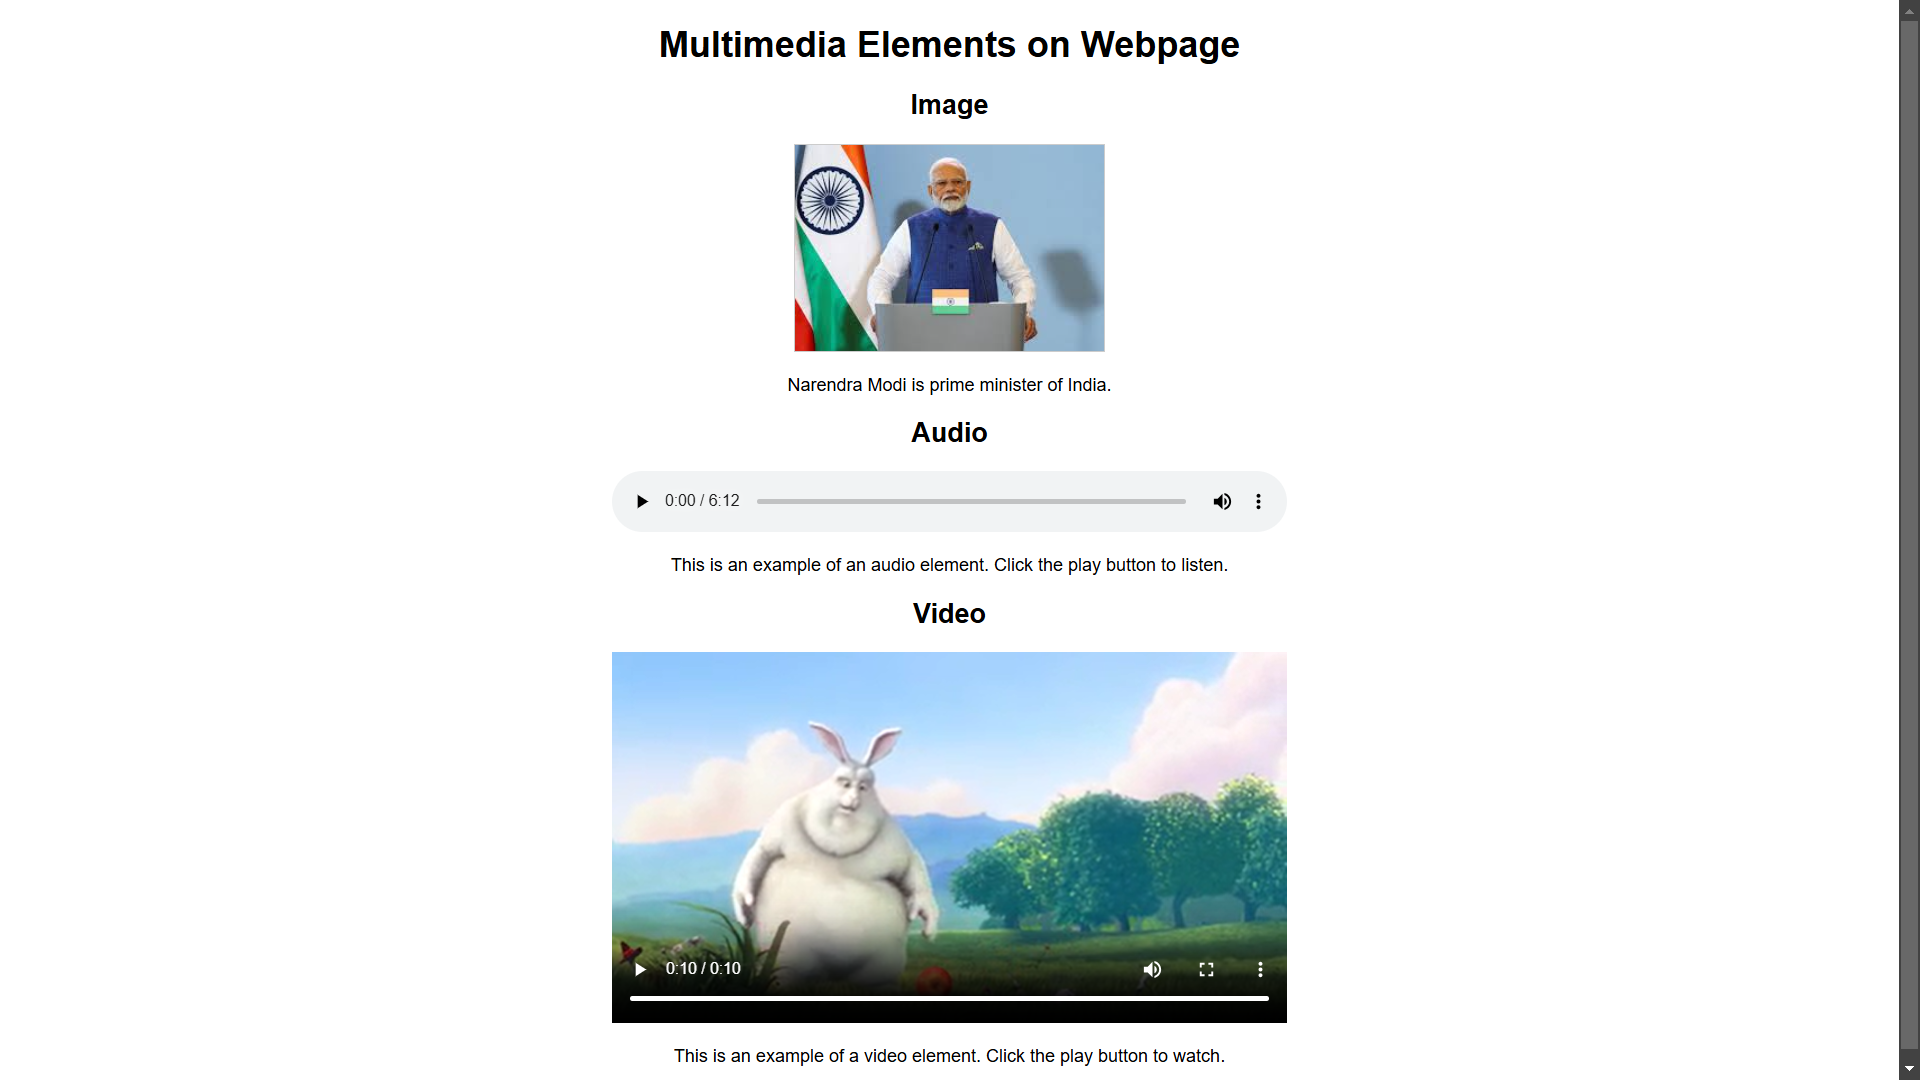 Multimedia Elements on Webpage
Image
Narendra Modi is prime minister of India.
Audio
0:00 / 6:12
This is an example of an audio element. Click the play button to listen.
Video
0:10 / 0:10
This is an example of a video element. Click the play button to watch.